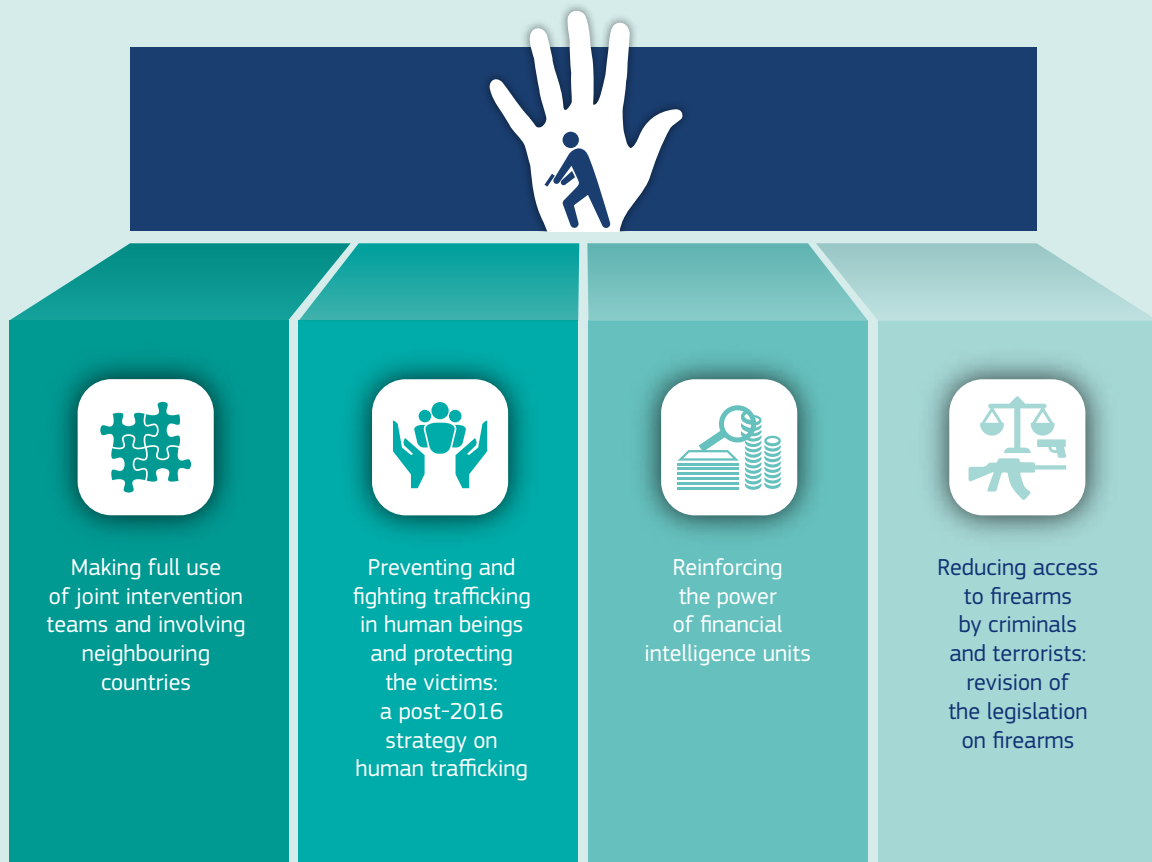 Making full use
of joint intervention
teams and involving
neighbouring
countries
Preventing and
fighting trafficking
in human beings
and protecting
the victims:
a post-2016
strategy on
human trafficking
Reinforcing
the power
of financial
intelligence units
Reducing access
to firearms
by criminals
and terrorists:
revision of
the legislation
on firearms